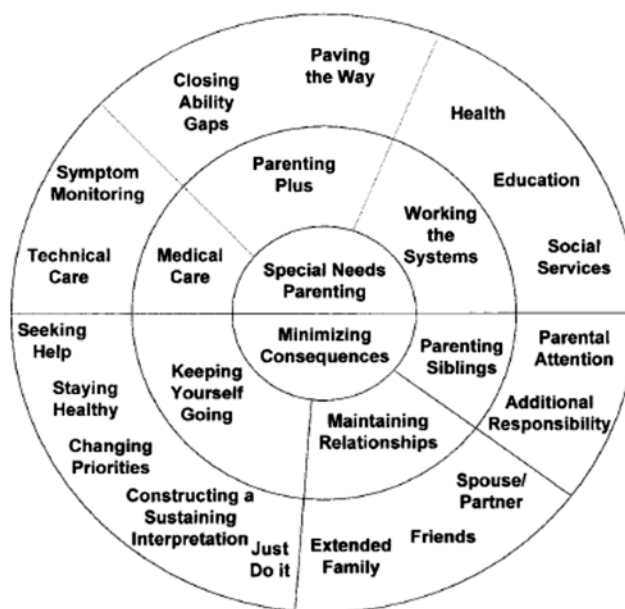 Paving
the Way
Closing
Ability
Gaps
Health
Symptom
Monitoring
Parenting
Plus
Education
Working
the
Systems
Technical
Care
Medical
Care
Special Needs
Parenting
Social
Services
Seeking
Help
Minimizing
Consequences
Parenting
Siblings
Parental
Attention
Staying
Healthy
Keeping
Yourself
Going
Additional
Responsibility
Changing
Priorities
Maintaining
Relationships
Constructing a
Sustaining
Interpretation
Spouse/
Partner
Just
Do it
Extended
Family
Friends